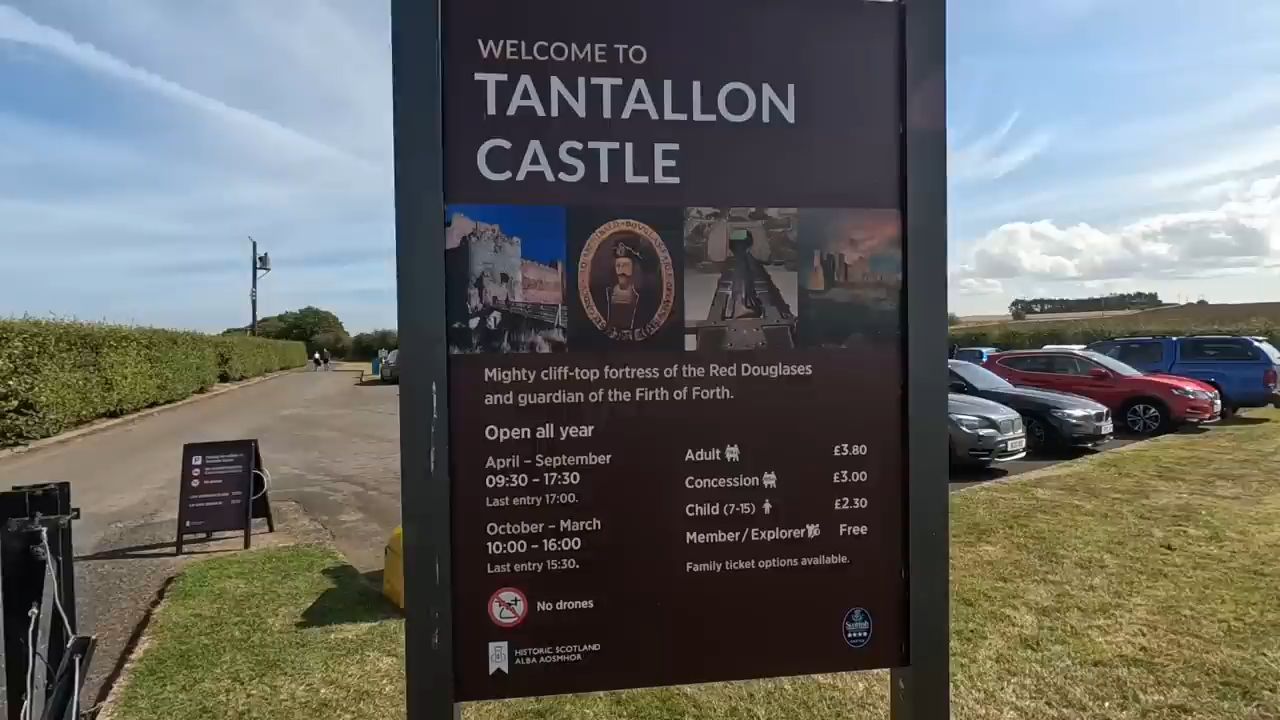 WELCOME TO
TANTALLON
CASTLE
Mighty cliff-top fortress of the Red Douglases
and guardian of the Firth of Forth.
Open all year
April – September
09:30 – 17:30
Last entry 17:00.
October – March
10:00 – 16:00
Last entry 15:30.
Adult £3.80
Concession £3.00
Child (7-15) £2.30
Member/Explorer Free
Family ticket options available.
No drones
HISTORIC SCOTLAND
ALBA AOSMHOR
Scottish
P
No drones